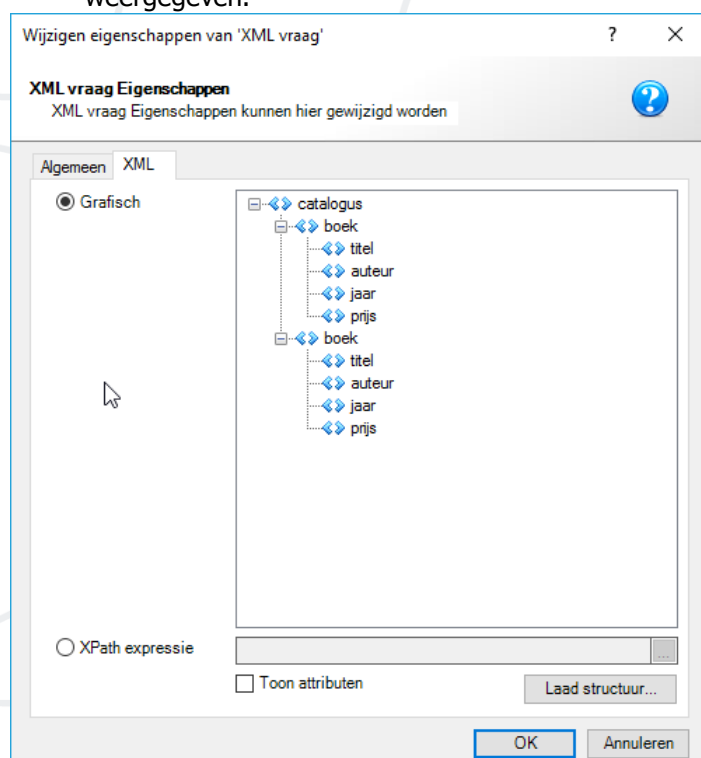 weergegeven.
Wijzigen eigenschappen van 'XML vraag' ?
XML vraag Eigenschappen
XML vraag Eigenschappen kunnen hier gewijzigd worden
Algemeen XML
Grafisch
catalogus
boek
titel
auteur
jaar
prijs
boek
titel
auteur
jaar
prijs
XPath expressie
...
Toon attributen
Laad structuur...
OK Annuleren